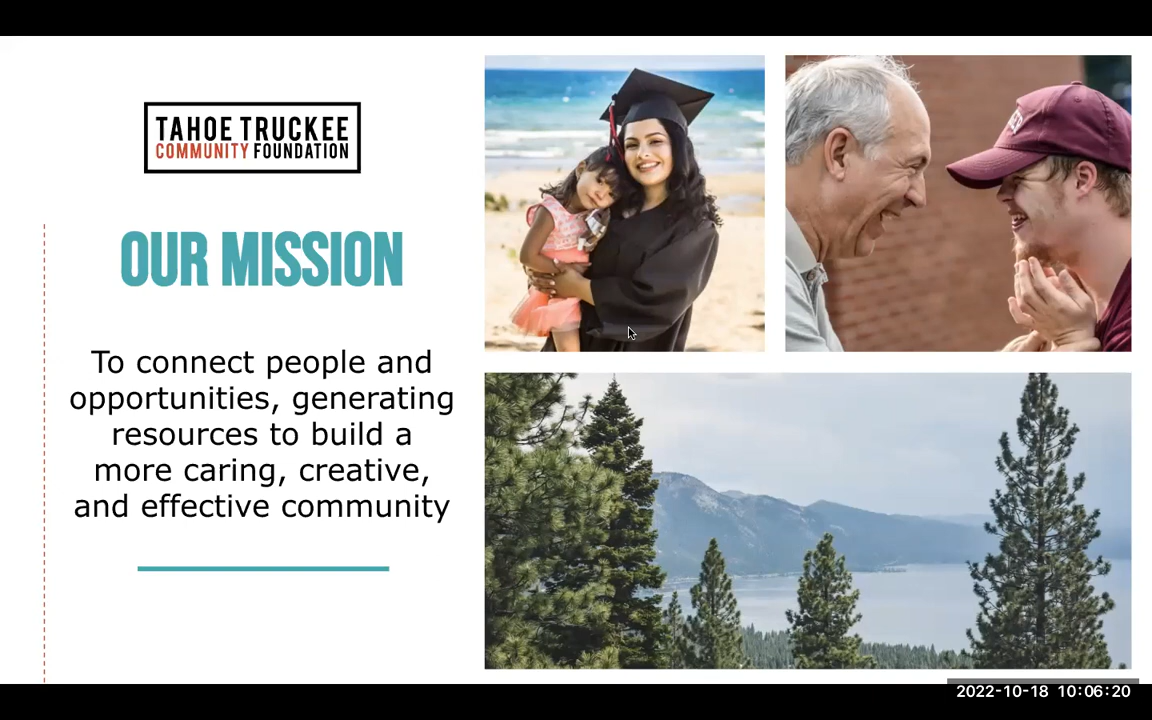 TAHOE TRUCKEE
COMMUNITY FOUNDATION
OUR MISSION
To connect people and
opportunities, generating
resources to build a
more caring, creative,
and effective community
2022-10-18 10:06:20